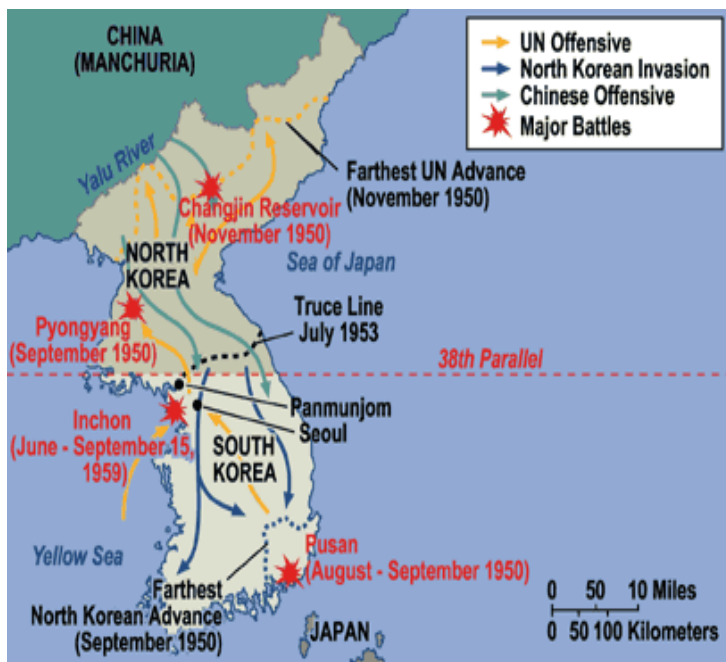 CHINA
(MANCHURIA)
UN Offensive
North Korean Invasion
Chinese Offensive
Major Battles
Yalu River
Farthest UN Advance
(November 1950)
Changjin Reservoir
(November 1950)
NORTH
KOREA
Sea of Japan
Truce Line
July 1953
Pyongyang
(September 1950)
38th Parallel
Panmunjom
Seoul
Inchon
(June - September 15,
1959)
SOUTH
KOREA
Yellow Sea
Pusan
(August - September 1950)
Farthest
North Korean Advance
(September 1950)
JAPAN
0 50 10 Miles
0 50 100 Kilometers